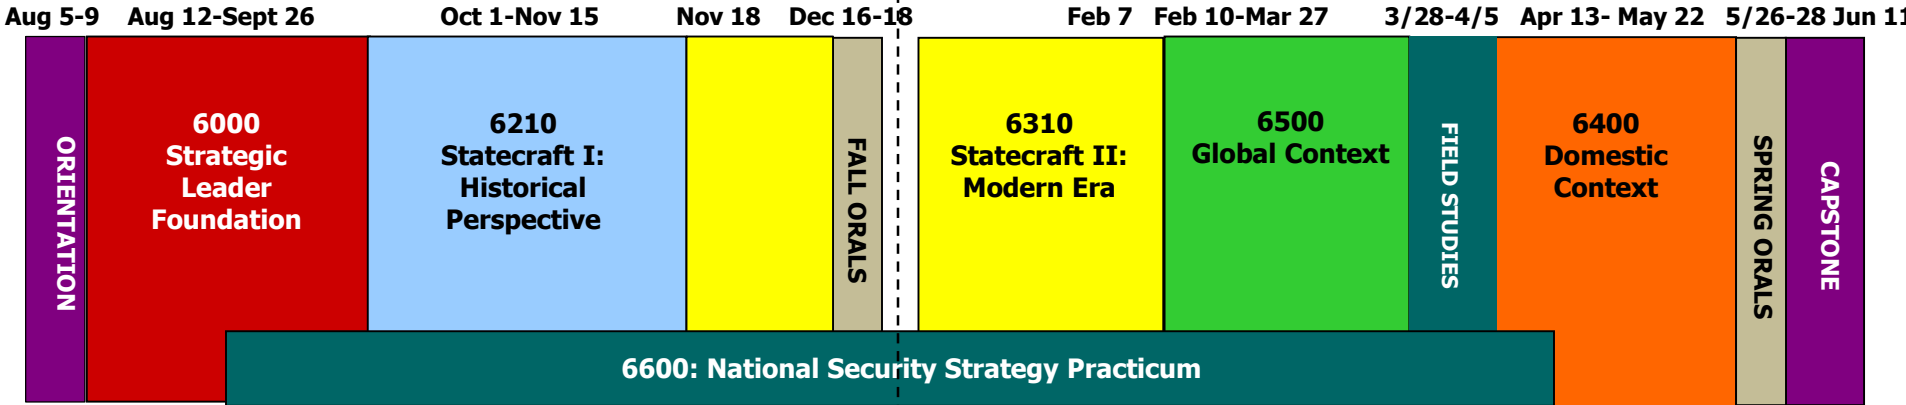 Aug 5-9 Aug 12-Sept 26 Oct 1-Nov 15 Nov 18 Dec 16-18 Feb 7 Feb 10-Mar 27 3/28-4/5 Apr 13- May 22 5/26-28 Jun 11
ORIENTATION
6000
Strategic
Leader
Foundation
6210
Statecraft I:
Historical
Perspective
FALL ORALS
6310
Statecraft II:
Modern Era
6500
Global Context
FIELD STUDIES
6400
Domestic
Context
SPRING ORALS
CAPSTONE
6600: National Security Strategy Practicum